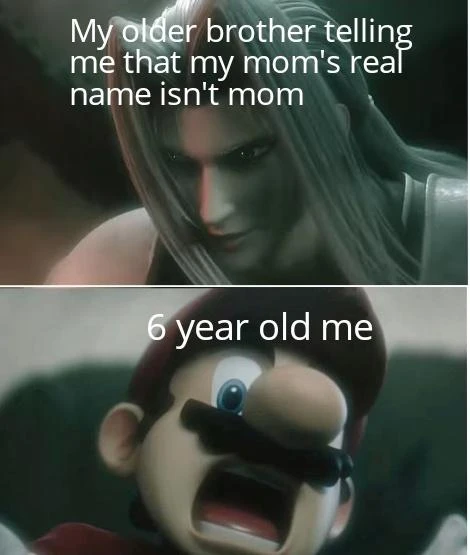 My older brother telling
me that my mom's real
name isn't mom
6 year old me